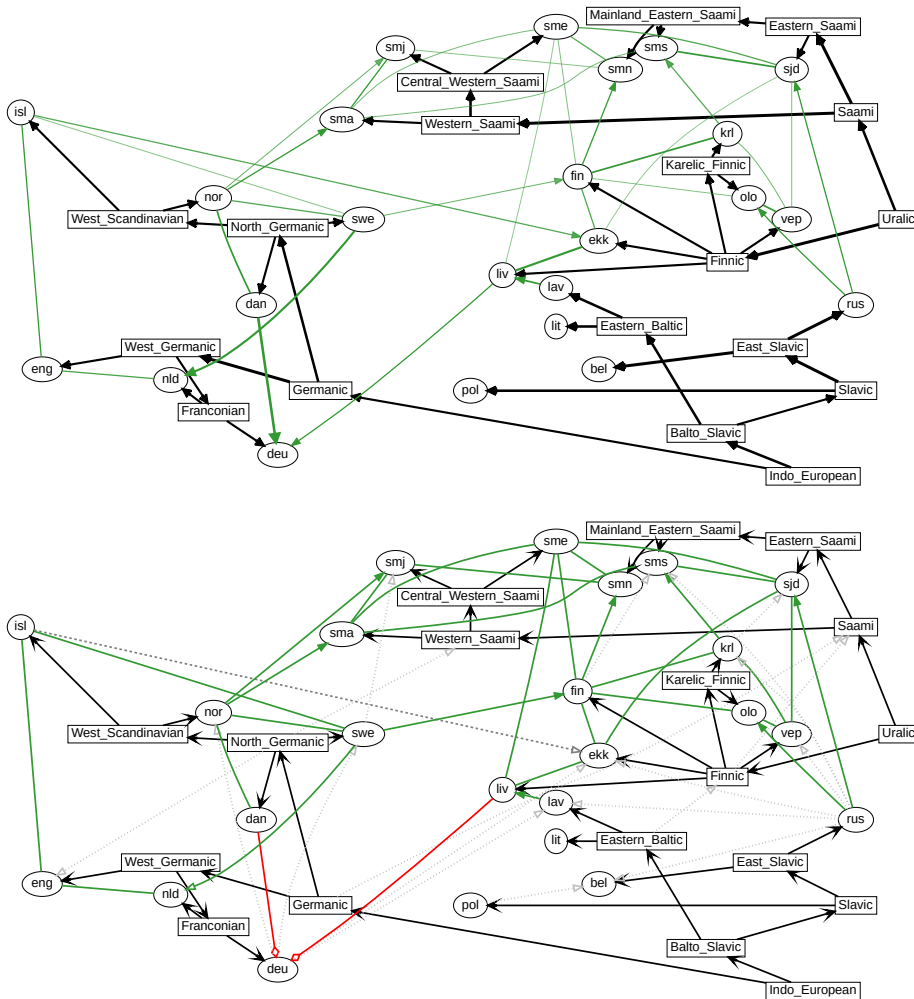 Mainland_Eastern_Saami
sme
Eastern_Saami
smj
sms
smn
sjd
Central_Western_Saami
isl
sma
Western_Saami
Saami
krl
Karelic_Finnic
fin
nor
olo
West_Scandinavian
North_Germanic
swe
vep
Uralic
ekk
Finnic
liv
lav
dan
rus
lit
Eastern_Baltic
West_Germanic
East_Slavic
eng
nld
bel
Germanic
pol
Slavic
Franconian
Balto_Slavic
deu
Indo_European
Mainland_Eastern_Saami
sme
Eastern_Saami
smj
sms
smn
sjd
Central_Western_Saami
isl
sma
Western_Saami
Saami
krl
Karelic_Finnic
fin
nor
olo
West_Scandinavian
North_Germanic
swe
vep
Uralic
ekk
Finnic
liv
lav
dan
rus
lit
Eastern_Baltic
West_Germanic
East_Slavic
eng
nld
bel
Germanic
pol
Slavic
Franconian
Balto_Slavic
deu
Indo_European